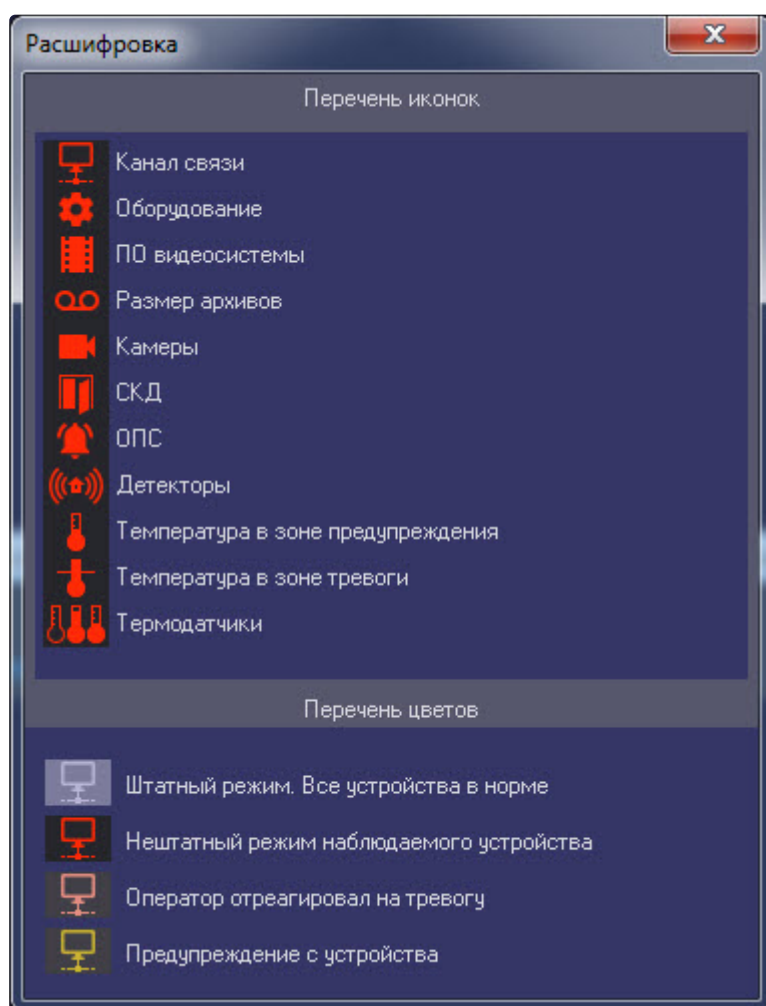 Расшифровка
Перечень иконок
Канал связи
Оборудование
ПО видеосистемы
Размер архивов
Камеры
СКД
ОПС
Детекторы
Температура в зоне предупреждения
Температура в зоне тревоги
Термодатчики
Перечень цветов
Штатный режим. Все устройства в норме
Нештатный режим наблюдаемого устройства
Оператор отреагировал на тревогу
Предупреждение с устройства